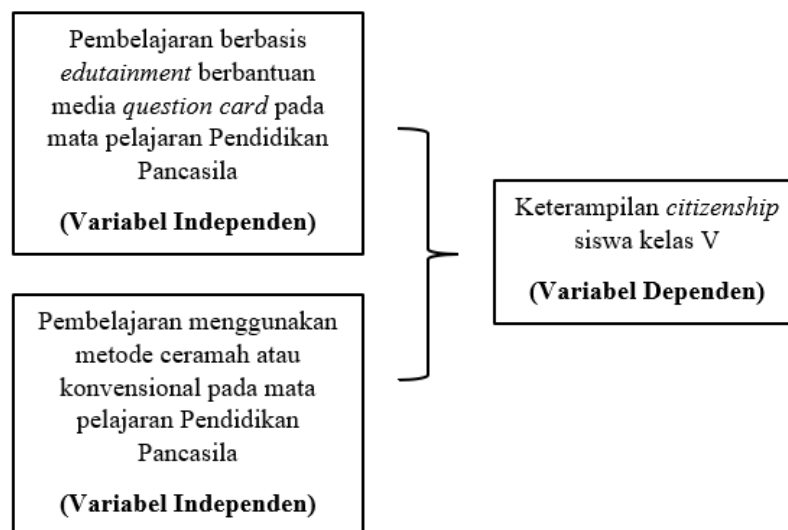 Pembelajaran berbasis
edutainment berbantuan
media question card pada
mata pelajaran Pendidikan
Pancasila
(Variabel Independen)
Pembelajaran menggunakan
metode ceramah atau
konvensional pada mata
pelajaran Pendidikan
Pancasila
(Variabel Independen)
Keterampilan citizenship
siswa kelas V
(Variabel Dependen)